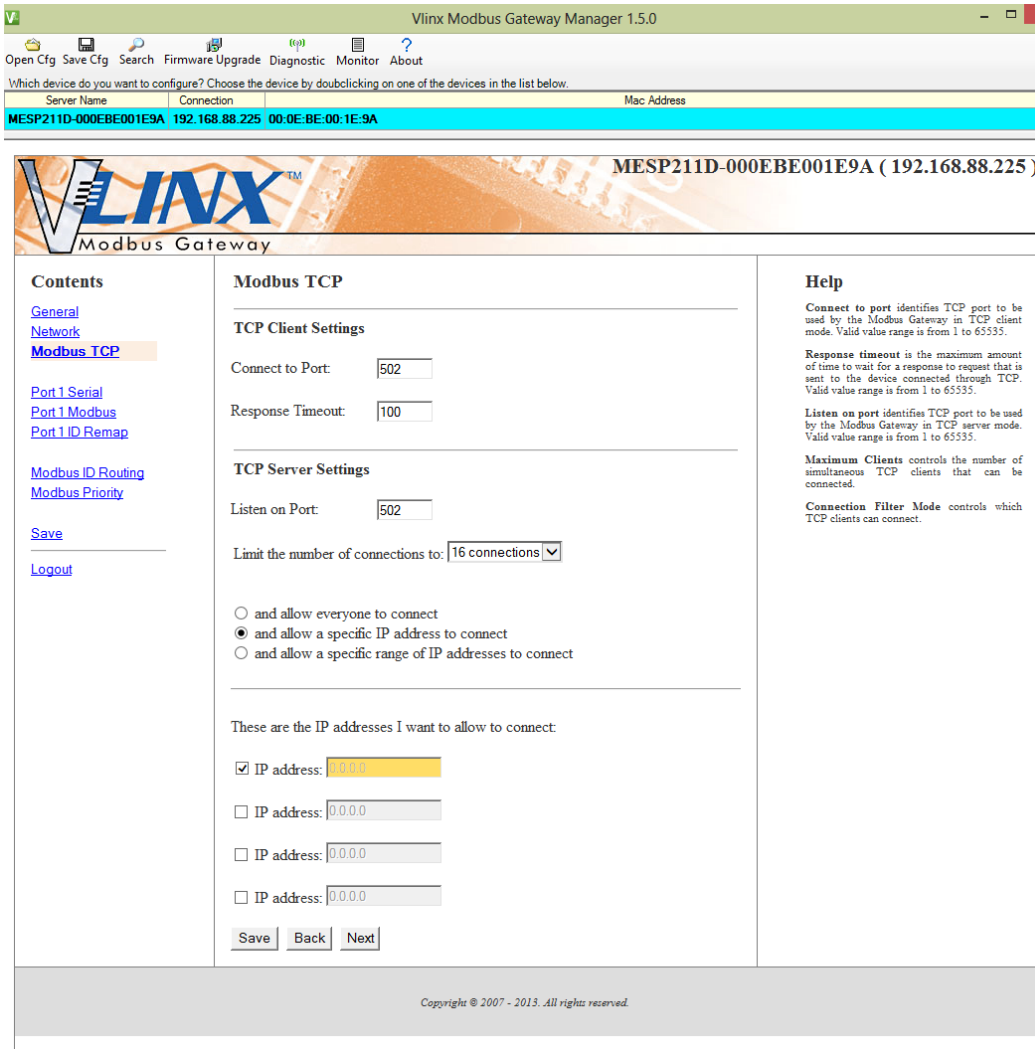 Vlinx Modbus Gateway Manager 1.5.0
Open Cfg Save Cfg Search Firmware Upgrade Diagnostic Monitor About
Which device do you want to configure? Choose the device by doubclicking on one of the devices in the list below.
Server Name Connection Mac Address
MESP211D-000EBE001E9A 192.168.88.225 00:0E:BE:00:1E:9A
MESP211D-000EBE001E9A ( 192.168.88.225 )
VLINX TM
Modbus Gateway
Contents
General
Network
Modbus TCP
Port 1 Serial
Port 1 Modbus
Port 1 ID Remap
Modbus ID Routing
Modbus Priority
Save
Logout
Modbus TCP
TCP Client Settings
Connect to Port: 502
Response Timeout: 100
TCP Server Settings
Listen on Port: 502
Limit the number of connections to: 16 connections
and allow everyone to connect
and allow a specific IP address to connect
and allow a specific range of IP addresses to connect
These are the IP addresses I want to allow to connect:
IP address: 0.0.0.0
IP address: 0.0.0.0
IP address: 0.0.0.0
IP address: 0.0.0.0
Save Back Next
Help
Connect to port identifies TCP port to be
used by the Modbus Gateway in TCP client
mode. Valid value range is from 1 to 65535.
Response timeout is the maximum amount
of time to wait for a response to request that is
sent to the device connected through TCP.
Valid value range is from 1 to 65535.
Listen on port identifies TCP port to be used
by the Modbus Gateway in TCP server mode.
Valid value range is from 1 to 65535.
Maximum Clients controls the number of
simultaneous TCP clients that can be
connected.
Connection Filter Mode controls which
TCP clients can connect.
Copyright © 2007 - 2013. All rights reserved.